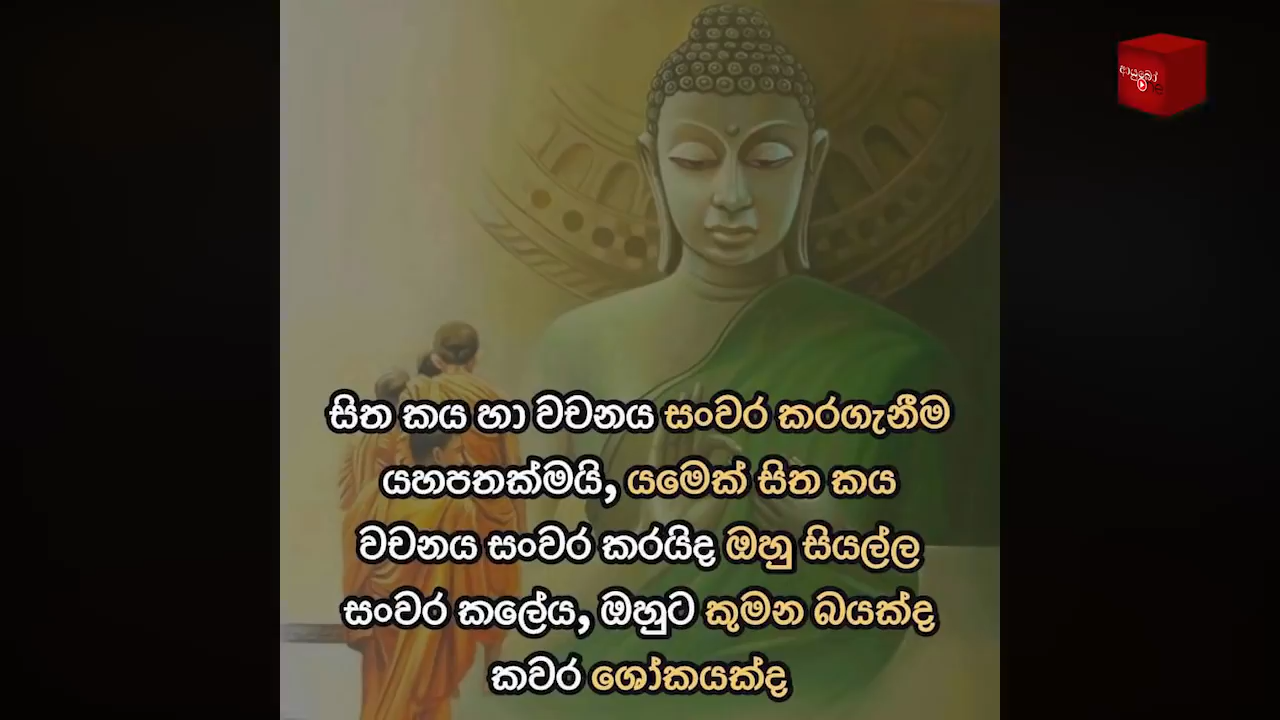 සිත කය හා වචනය සංවර කරගැනීම
යහපතක්මයි, යමෙක් සිත කය
වචනය සංවර කරයිද ඔහු සියල්ල
සංවර කලේය, ඔහුට කුමන බයක්ද
කවර ශෝකයක්ද